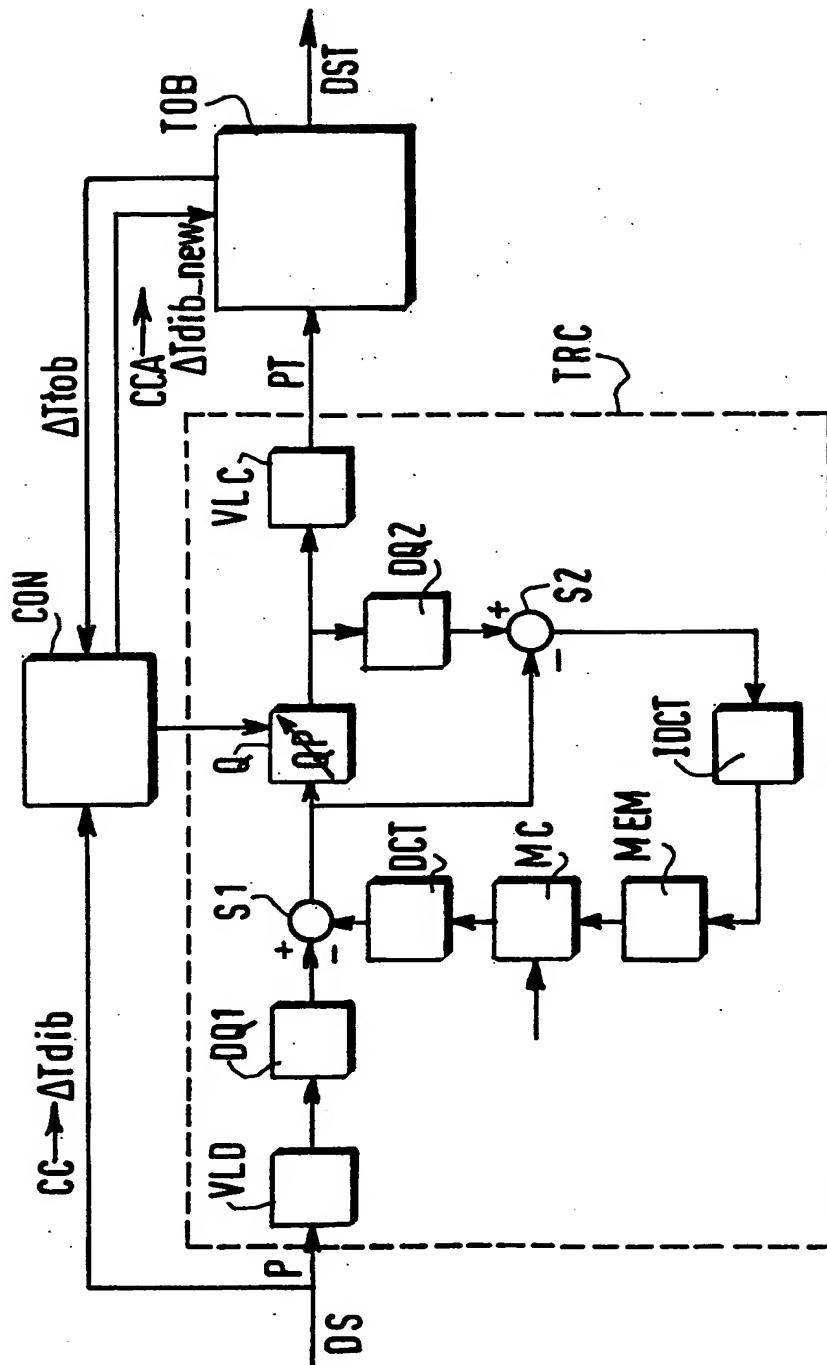 CC→ΔTdib
CON
ΔTtob
CCA→
ΔTdib_new
TOB
DST
DS
P
VLD
DQ1
S1
+
−
Q
QP
VLC
PT
TRC
DQ2
+
−
S2
DCT
MC
MEM
IDCT